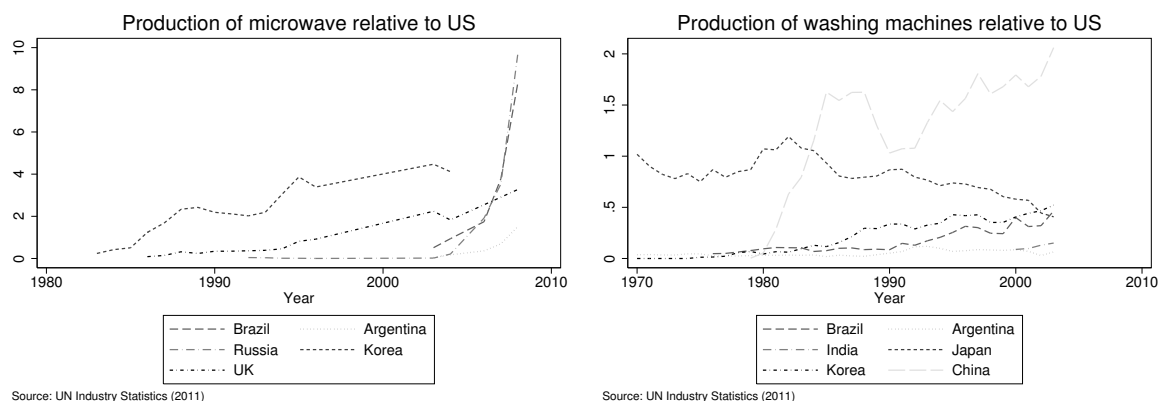 Production of microwave relative to US
10
8
6
4
2
0
1980 1990 2000 2010
Year
Brazil Argentina
Russia Korea
UK
Source: UN Industry Statistics (2011)
Production of washing machines relative to US
2
1.5
1
.5
0
1970 1980 1990 2000 2010
Year
Brazil Argentina
India Japan
Korea China
Source: UN Industry Statistics (2011)